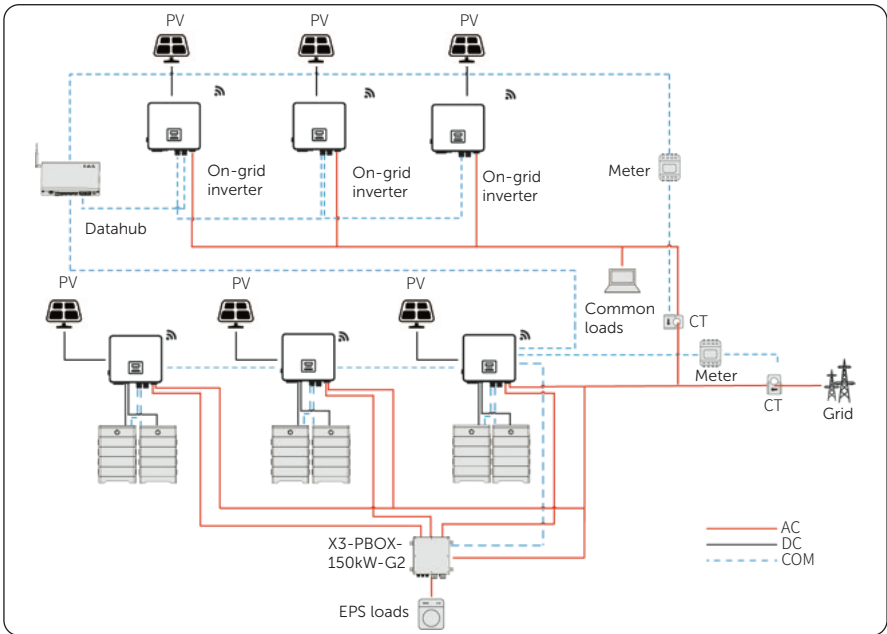 PV
PV
PV
On-grid
inverter
On-grid
inverter
On-grid
inverter
Meter
Datahub
PV
PV
PV
Common
loads
CT
Meter
CT
Grid
X3-PBOX-
150kW-G2
EPS loads
AC
DC
COM